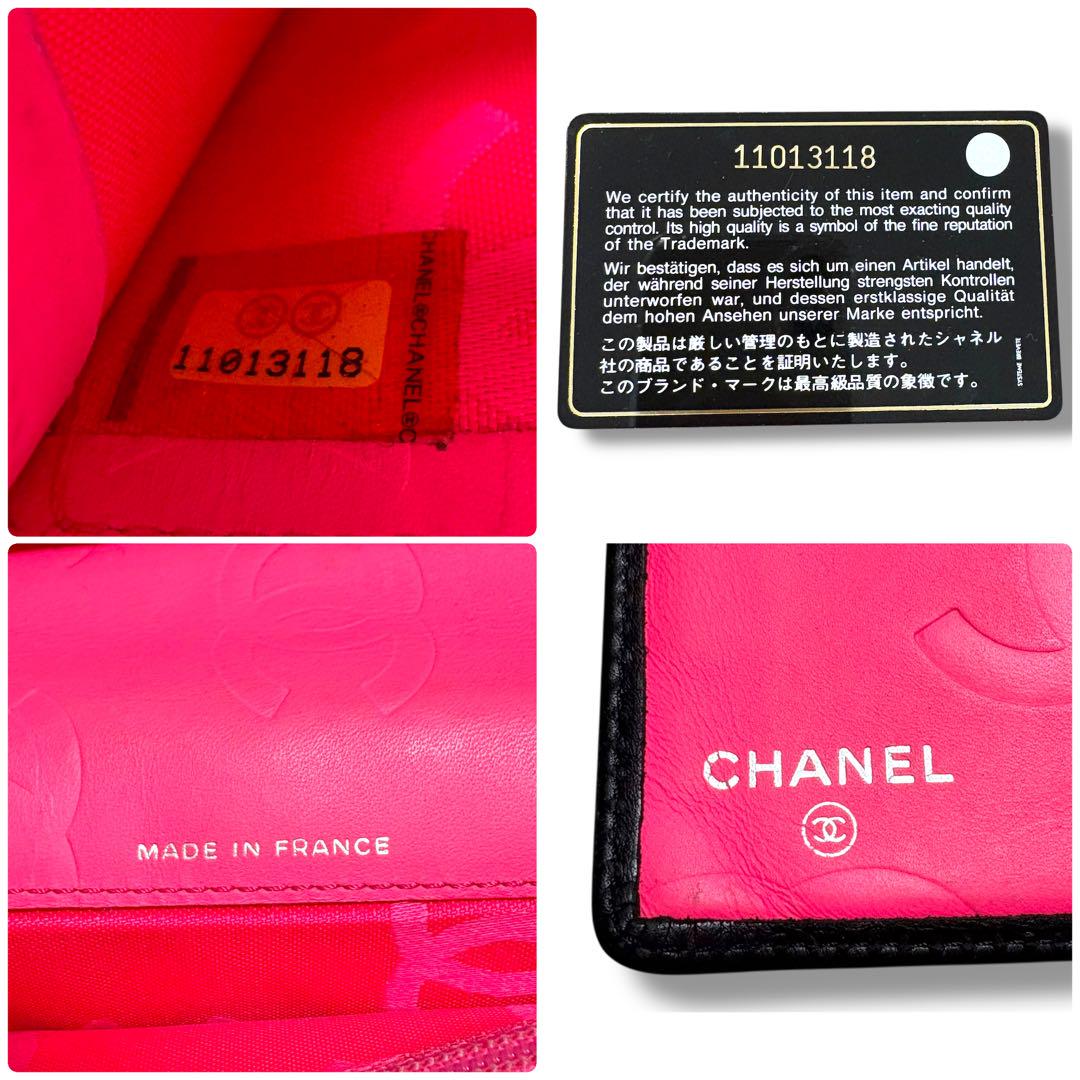 11013118
CHANEL®CHANEL®C
11013118
We certify the authenticity of this item and confirm
that it has been subjected to the most exacting quality
control. Its high quality is a symbol of the fine reputation
of the Trademark.
Wir bestätigen, dass es sich um einen Artikel handelt,
der während seiner Herstellung strengsten Kontrollen
unterworfen war, und dessen erstklassige Qualität
dem hohen Ansehen unserer Marke entspricht.
この製品は厳しい管理のもとに製造されたシャネル
社の商品であることを証明いたします。
このブランド・マークは最高級品質の象徴です。
MADE IN FRANCE
CHANEL